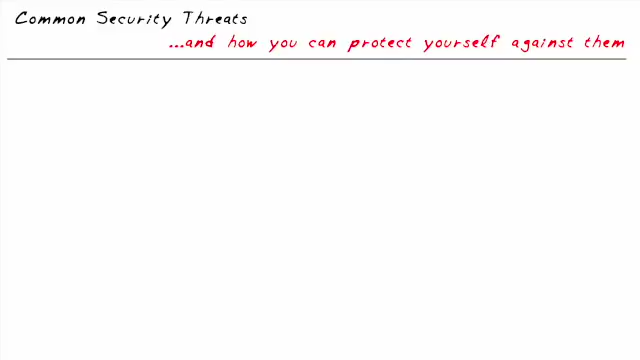 Common Security Threats
...and how you can protect yourself against them